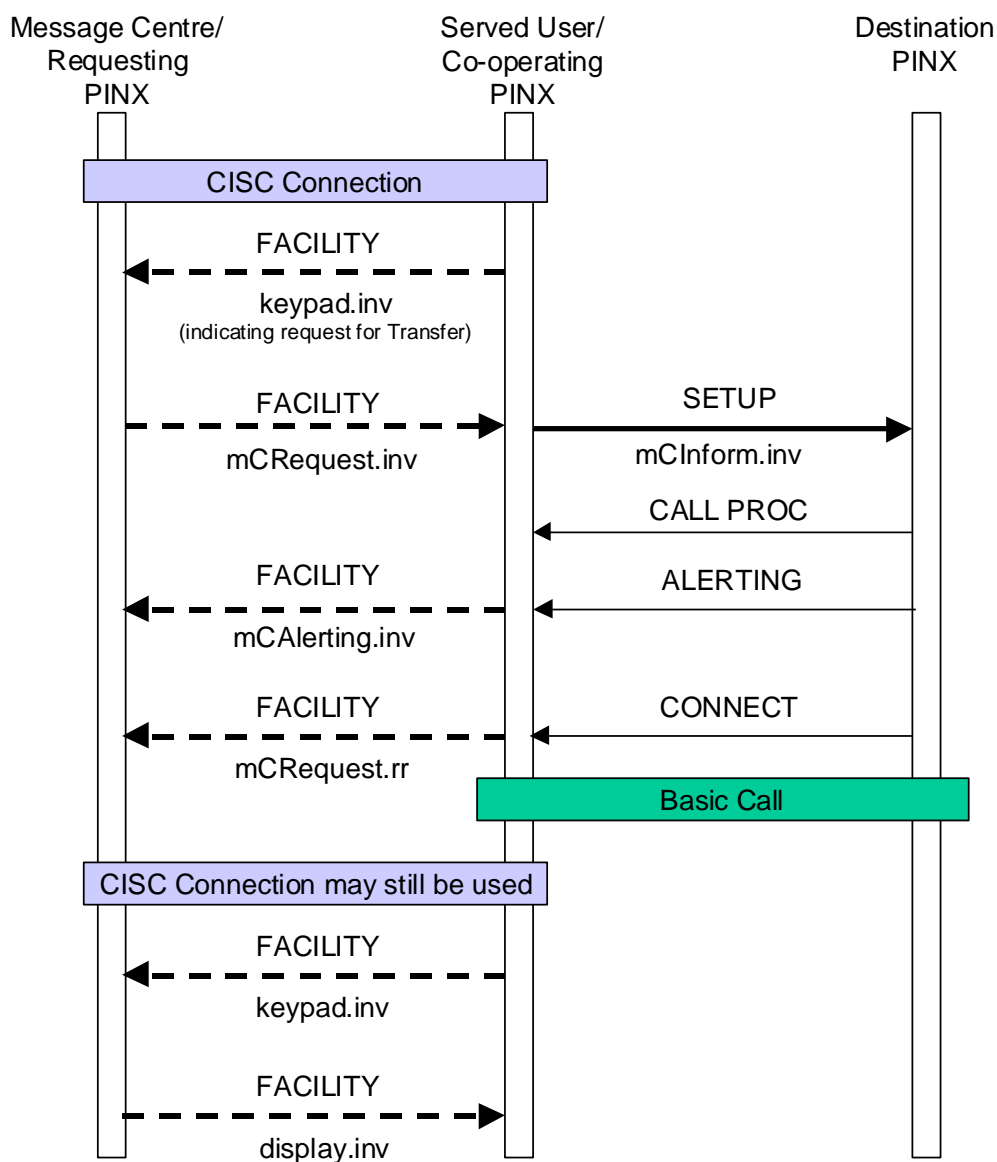 Message Centre/
Requesting
PINX
Served User/
Co-operating
PINX
Destination
PINX
CISC Connection
FACILITY
keypad.inv
(indicating request for Transfer)
FACILITY
mCRequest.inv
SETUP
mCInform.inv
CALL PROC
FACILITY
mCAlerting.inv
ALERTING
FACILITY
mCRequest.rr
CONNECT
Basic Call
CISC Connection may still be used
FACILITY
keypad.inv
FACILITY
display.inv